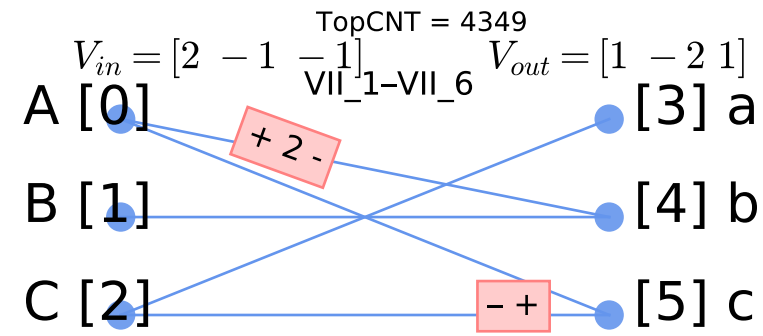 TopCNT = 4349
V_in = [2 − 1 − 1]
V_out = [1 − 2 1]
VII_1–VII_6
A [0]
[3] a
+ 2 -
B [1]
[4] b
C [2]
– +
[5] c